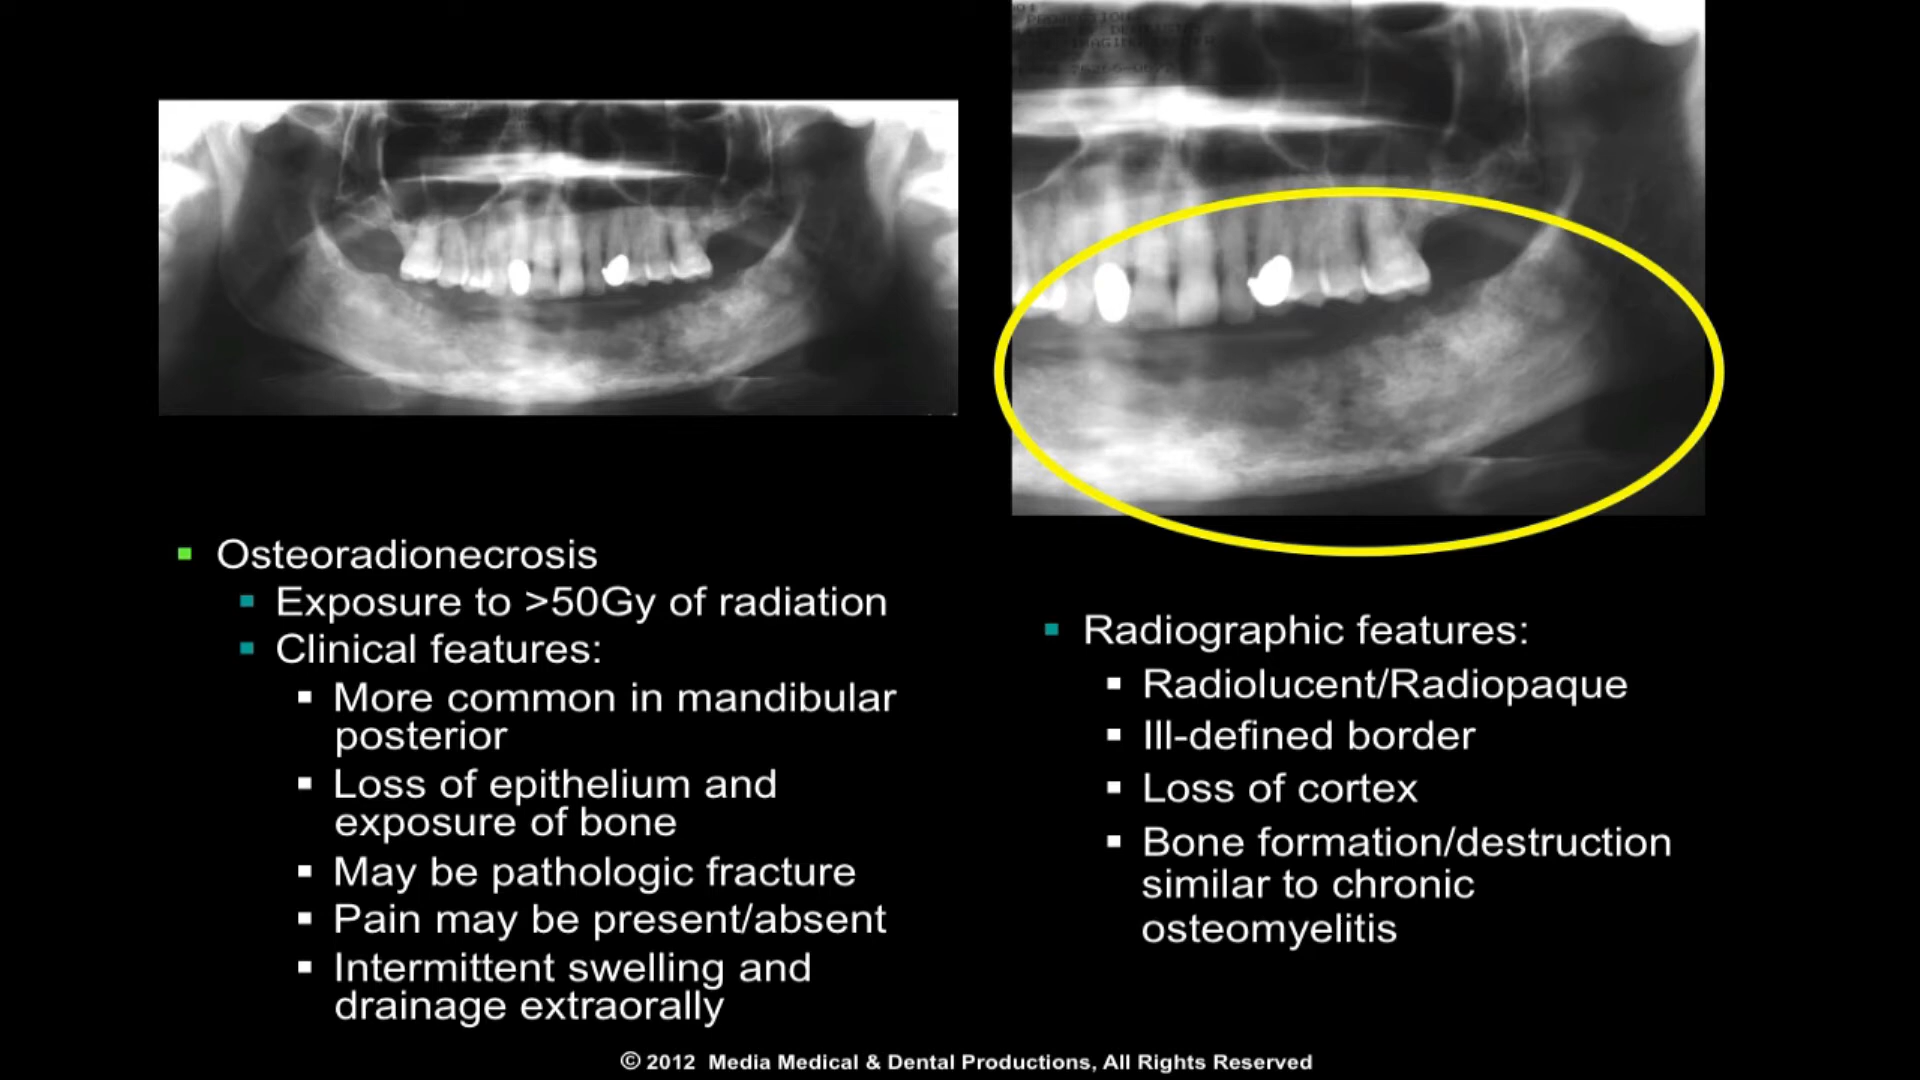 Osteoradionecrosis
Exposure to >50Gy of radiation
Clinical features:
More common in mandibular
posterior
Loss of epithelium and
exposure of bone
May be pathologic fracture
Pain may be present/absent
Intermittent swelling and
drainage extraorally
Radiographic features:
Radiolucent/Radiopaque
Ill-defined border
Loss of cortex
Bone formation/destruction
similar to chronic
osteomyelitis
© 2012 Media Medical & Dental Productions, All Rights Reserved